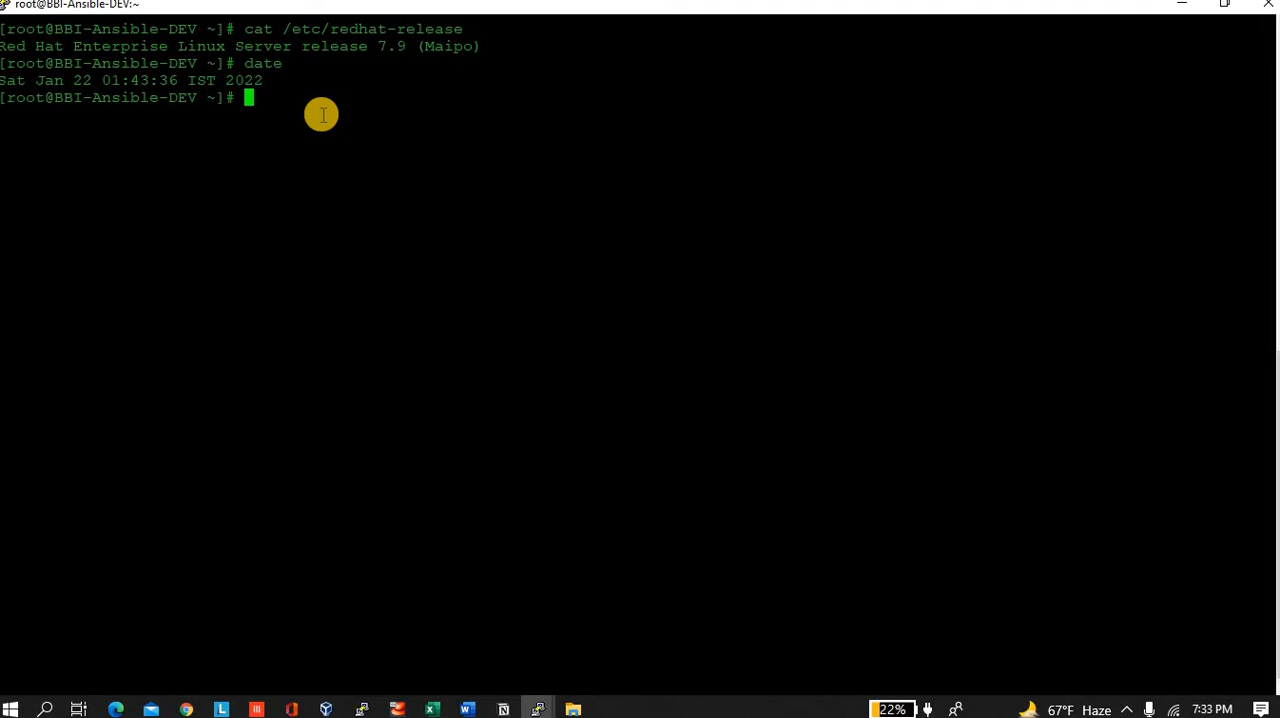 root@BBI-Ansible-DEV:~
[root@BBI-Ansible-DEV ~]# cat /etc/redhat-release
Red Hat Enterprise Linux Server release 7.9 (Maipo)
[root@BBI-Ansible-DEV ~]# date
Sat Jan 22 01:43:36 IST 2022
[root@BBI-Ansible-DEV ~]#
22% 67°F Haze 7:33 PM